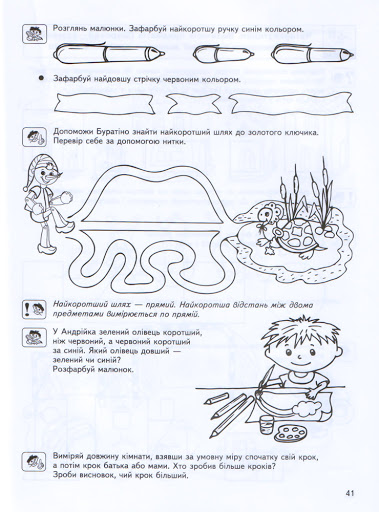 Розглянь малюнки. Зафарбуй найкоротшу ручку синім кольором.
Зафарбуй найдовшу стрічку червоним кольором.
Допоможи Буратіно знайти найкоротший шлях до золотого ключика.
Перевір себе за допомогою нитки.
Найкоротший шлях — прямий. Найкоротша відстань між двома
предметами вимірюється по прямій.
У Андрійка зелений олівець коротший,
ніж червоний, а червоний коротший
за синій. Який олівець довший —
зелений чи синій?
Розфарбуй малюнок.
Виміряй довжину кімнати, взявши за умовну міру спочатку свій крок,
а потім крок батька або мами. Хто зробив більше кроків?
Зроби висновок, чий крок більший.
41